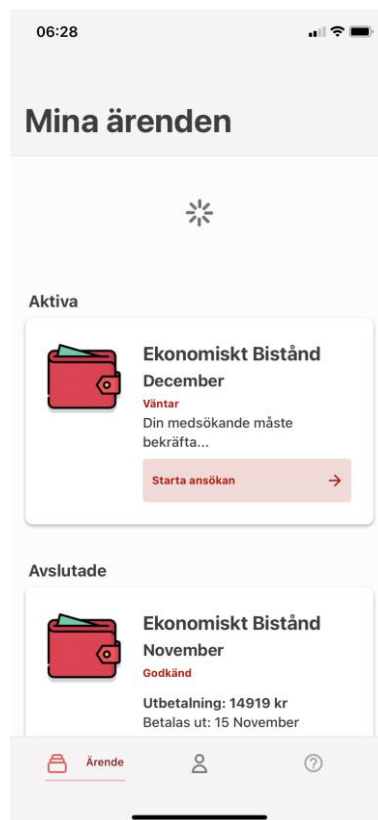 06:28
Mina ärenden
Aktiva
Ekonomiskt Bistånd
December
Väntar
Din medsökande måste
bekräfta...
Starta ansökan
Avslutade
Ekonomiskt Bistånd
November
Godkänd
Utbetalning: 14919 kr
Betalas ut: 15 November
Ärende